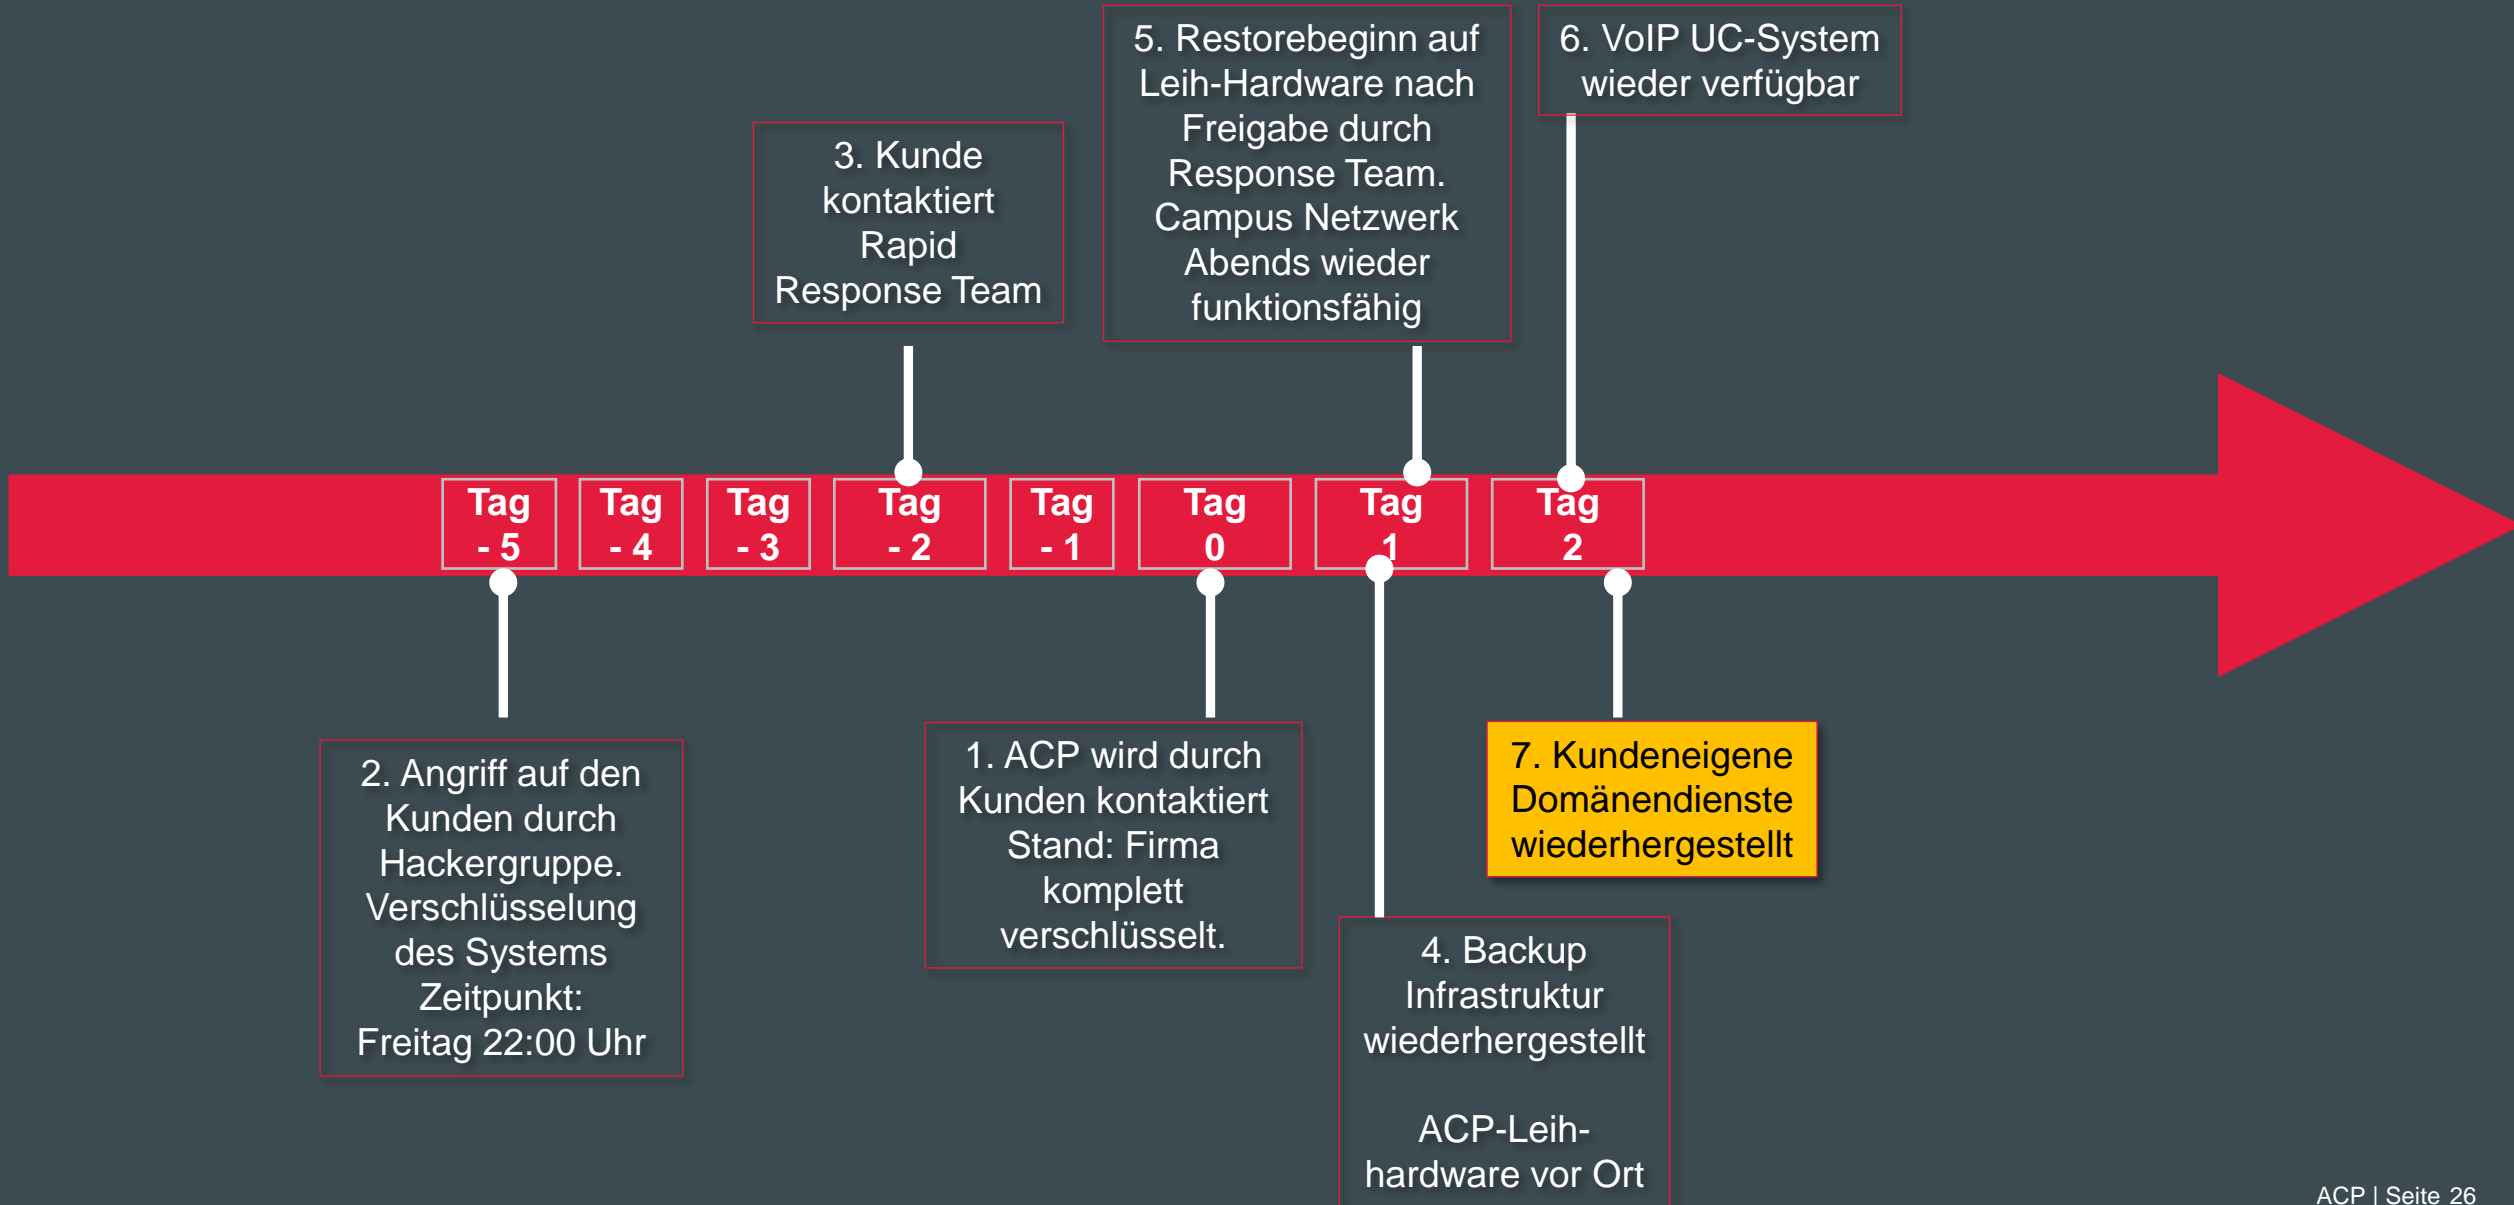 5. Restorebeginn auf
Leih-Hardware nach
Freigabe durch
Response Team.
Campus Netzwerk
Abends wieder
funktionsfähig
6. VoIP UC-System
wieder verfügbar
3. Kunde
kontaktiert
Rapid
Response Team
Tag
- 5
Tag
- 4
Tag
- 3
Tag
- 2
Tag
- 1
Tag
0
Tag
1
Tag
2
2. Angriff auf den
Kunden durch
Hackergruppe.
Verschlüsselung
des Systems
Zeitpunkt:
Freitag 22:00 Uhr
1. ACP wird durch
Kunden kontaktiert
Stand: Firma
komplett
verschlüsselt.
7. Kundeneigene
Domänendienste
wiederhergestellt
4. Backup
Infrastruktur
wiederhergestellt
ACP-Leih-
hardware vor Ort
ACP | Seite 26